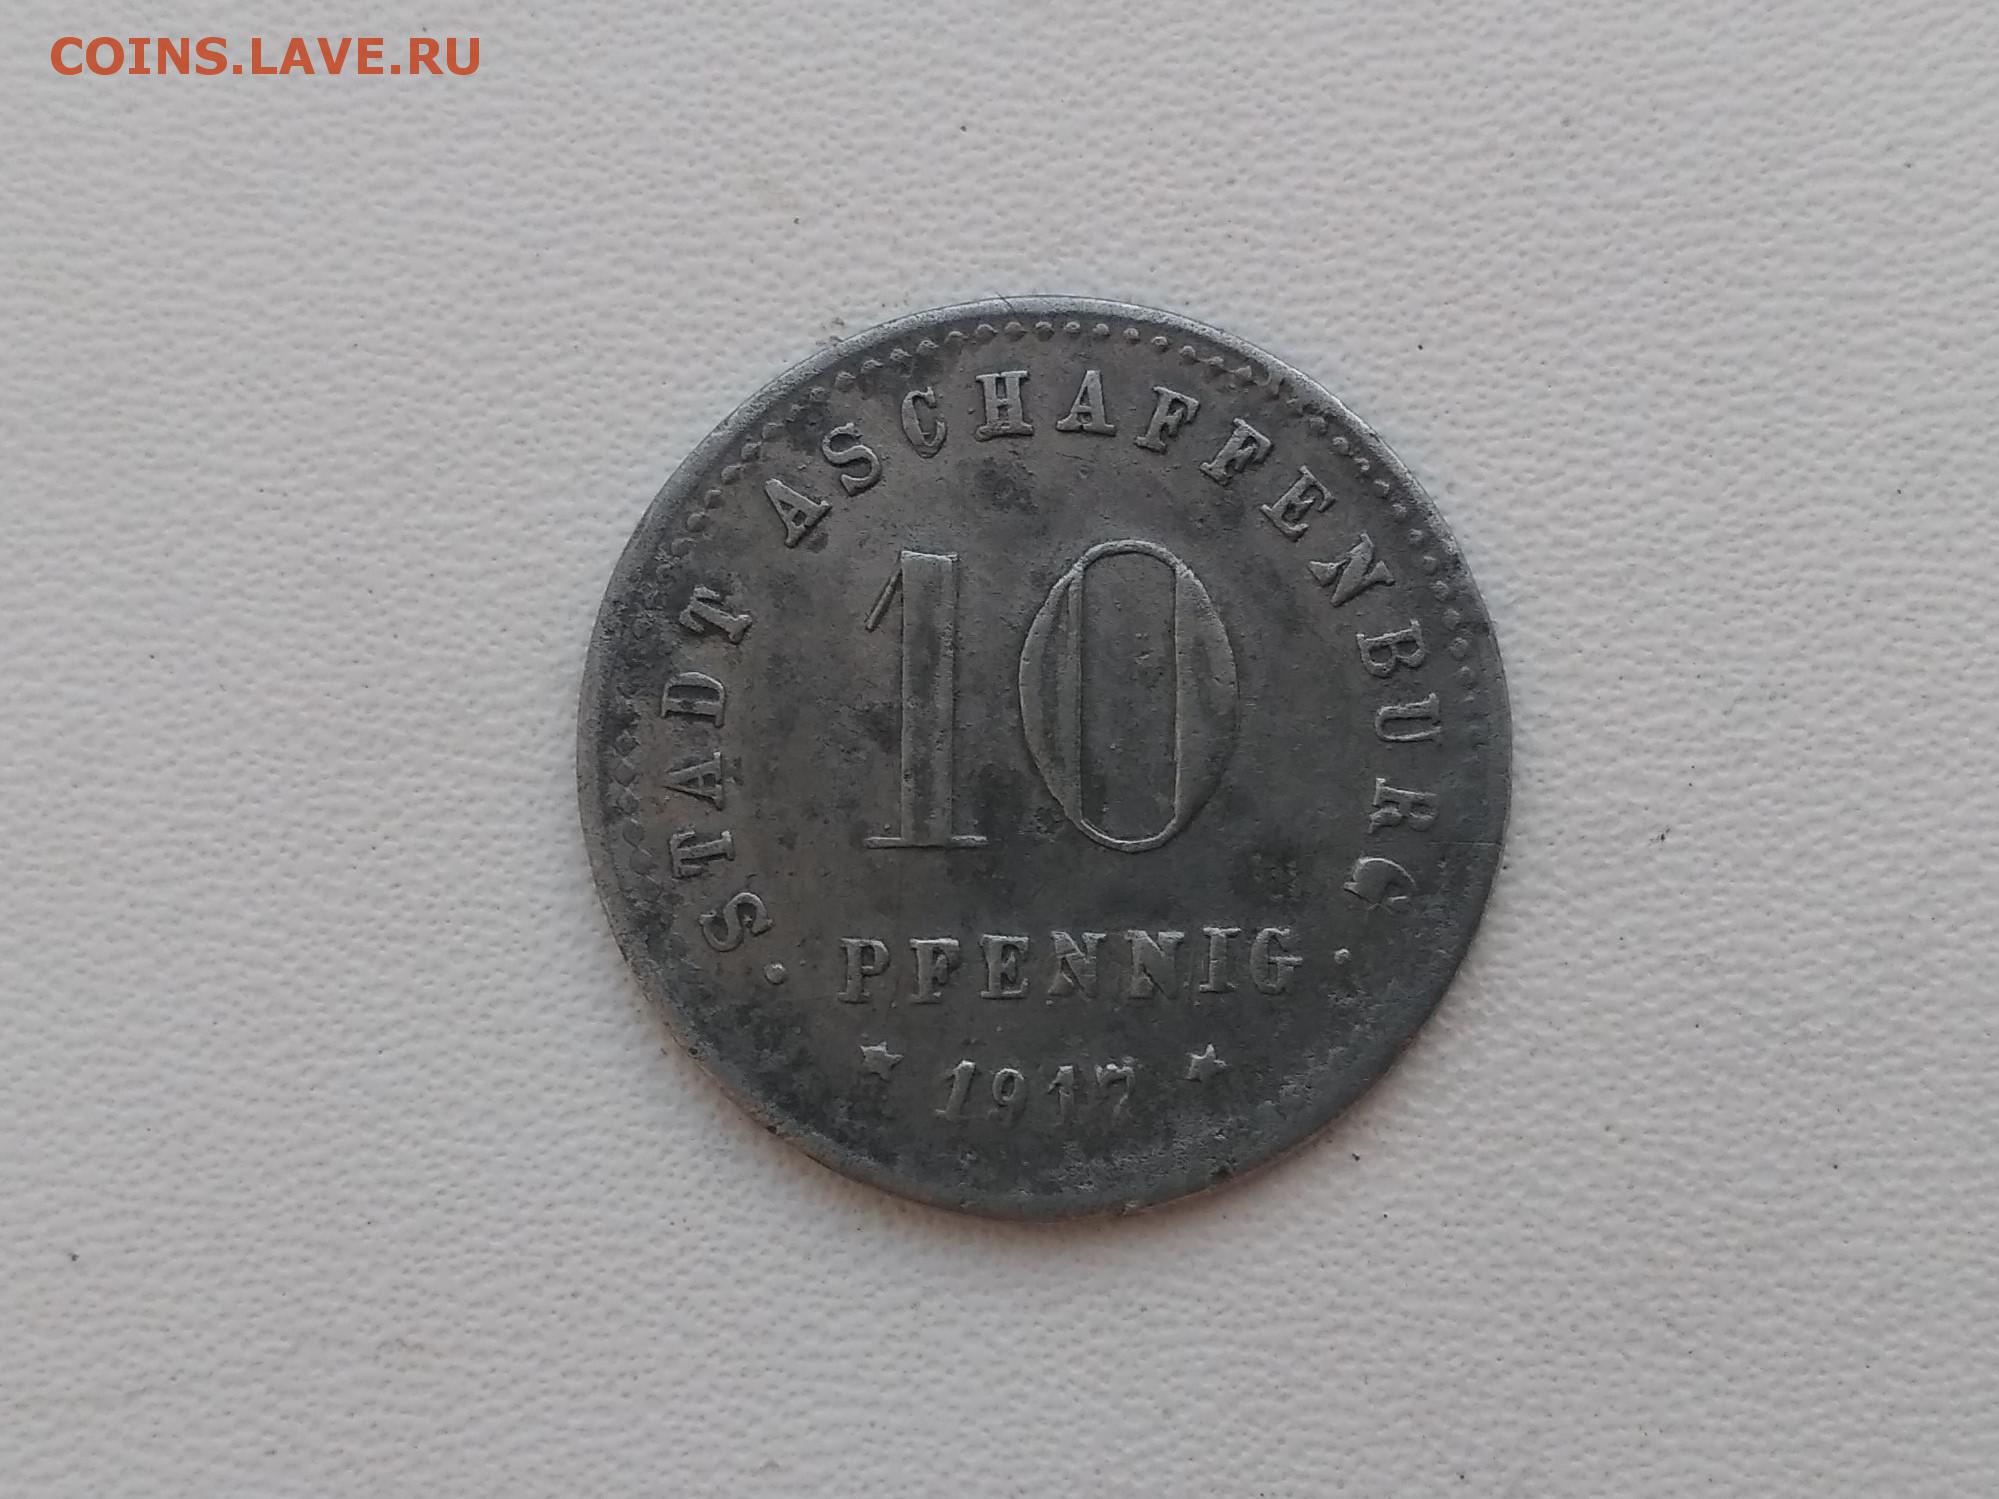 COINS.LAVE.RU
· STADT ASCHAFFENBURG ·
10
PFENNIG
★ 1917 ★